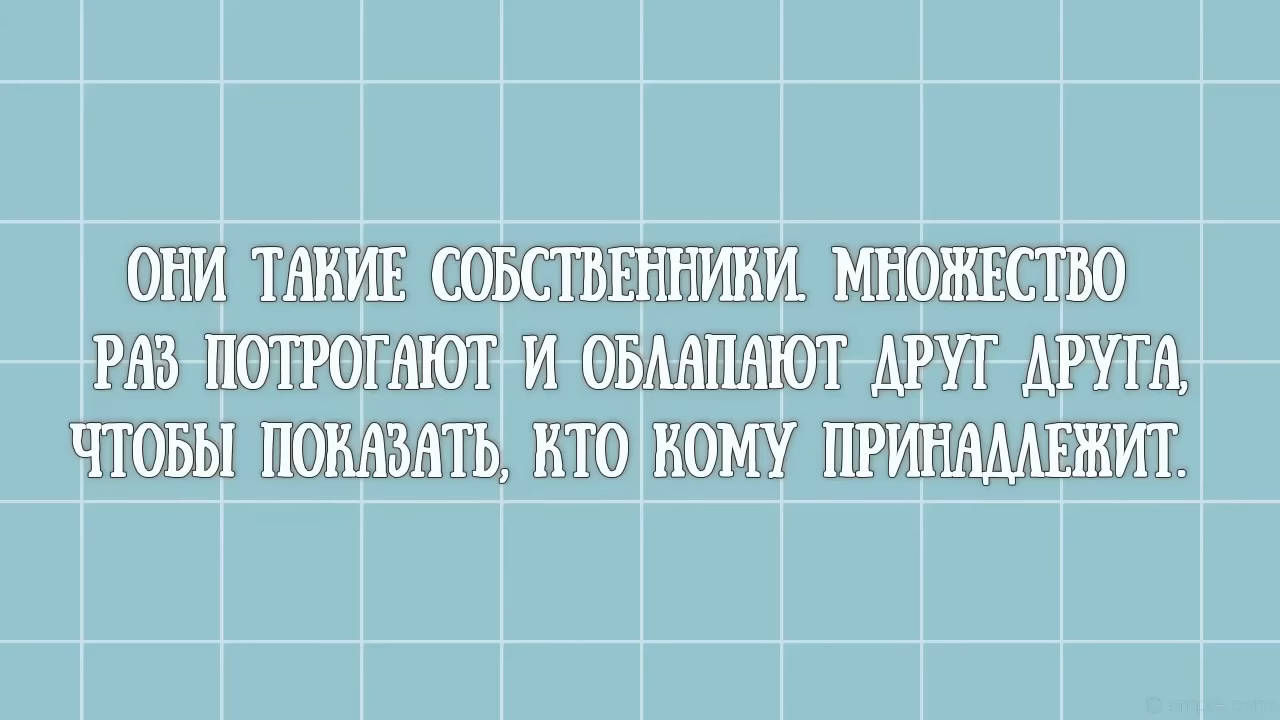 ОНИ ТАКИЕ СОБСТВЕННИКИ. МНОЖЕСТВО
РАЗ ПОТРОГАЮТ И ОБЛАПАЮТ ДРУГ ДРУГА,
ЧТОБЫ ПОКАЗАТЬ, КТО КОМУ ПРИНАДЛЕЖИТ.